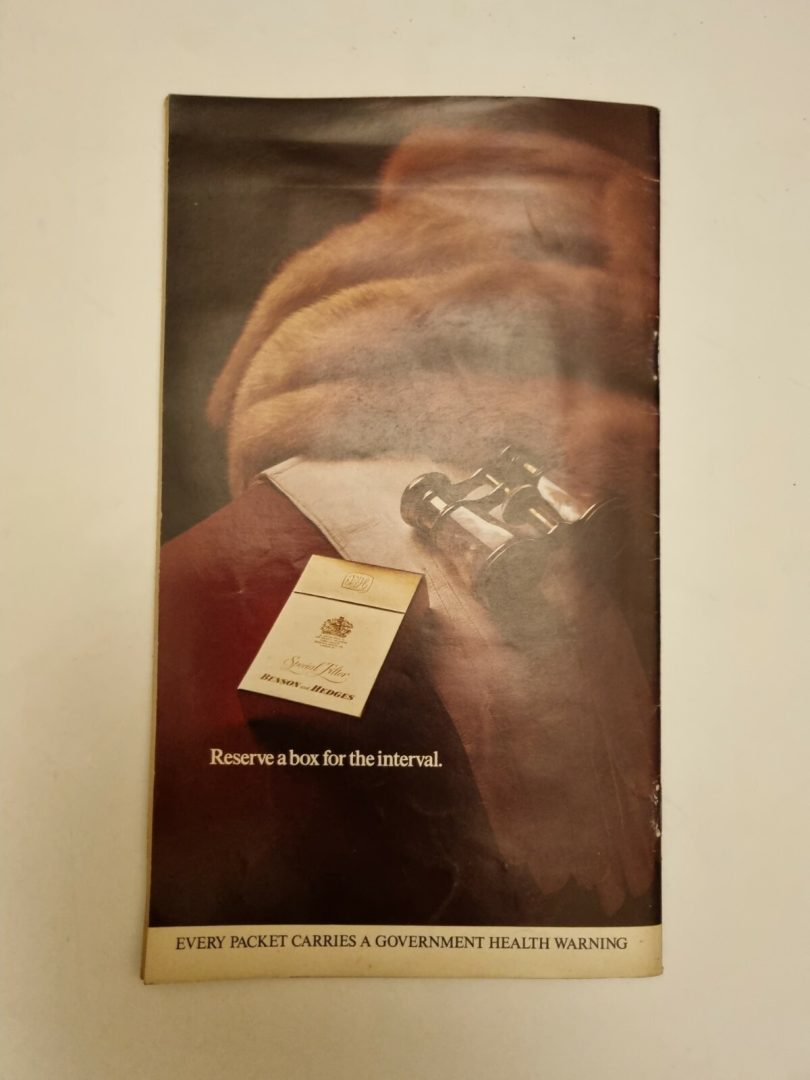 Special Filter
BENSON and HEDGES
Reserve a box for the interval.
EVERY PACKET CARRIES A GOVERNMENT HEALTH WARNING